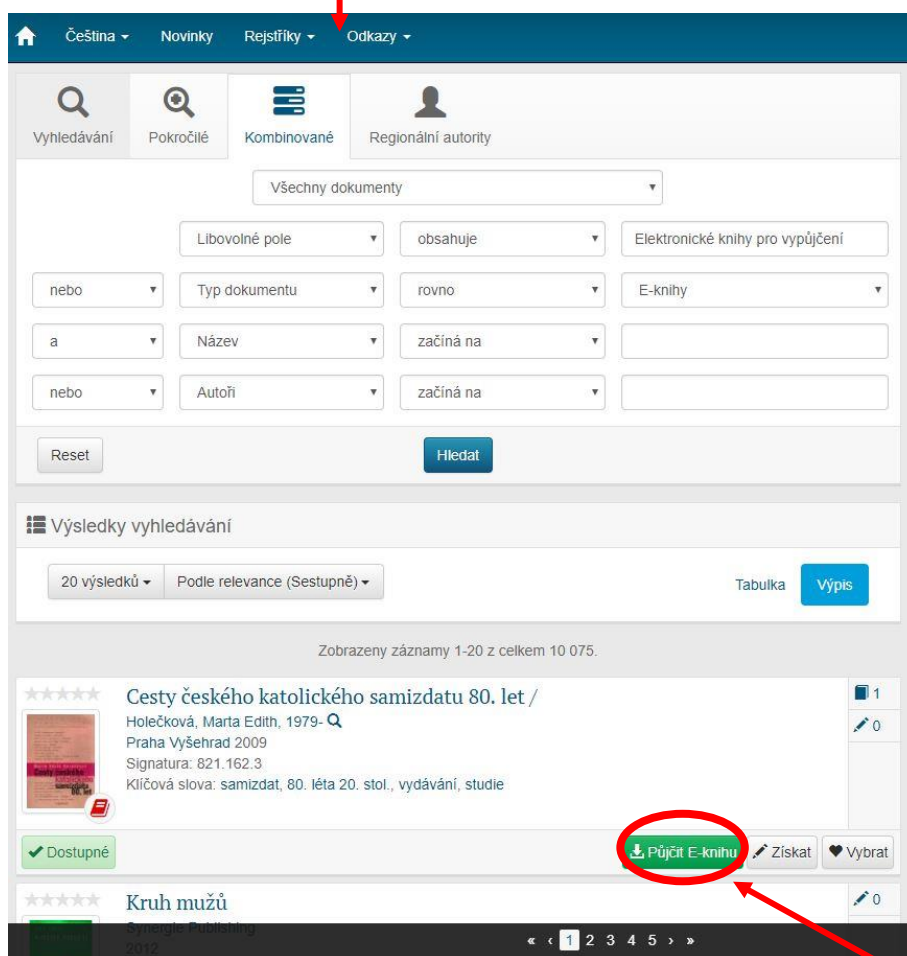 Čeština Novinky Rejstříky Odkazy
Vyhledávání Pokročilé Kombinované Regionální autority
Všechny dokumenty
Libovolné pole obsahuje Elektronické knihy pro vypůjčení
nebo Typ dokumentu rovno E-knihy
a Název začíná na
nebo Autoři začíná na
Reset Hledat
Výsledky vyhledávání
20 výsledků Podle relevance (Sestupně) Tabulka Výpis
Zobrazeny záznamy 1-20 z celkem 10 075.
Cesty českého katolického samizdatu 80. let / 1
Holečková, Marta Edith, 1979- 0
Praha Vyšehrad 2009
Signatura: 821.162.3
Klíčová slova: samizdat, 80. léta 20. stol., vydávání, studie
Dostupné Půjčit E-knihu Získat Vybrat
Kruh mužů 0
Synergie Publishing
2012
« ‹ 1 2 3 4 5 › »